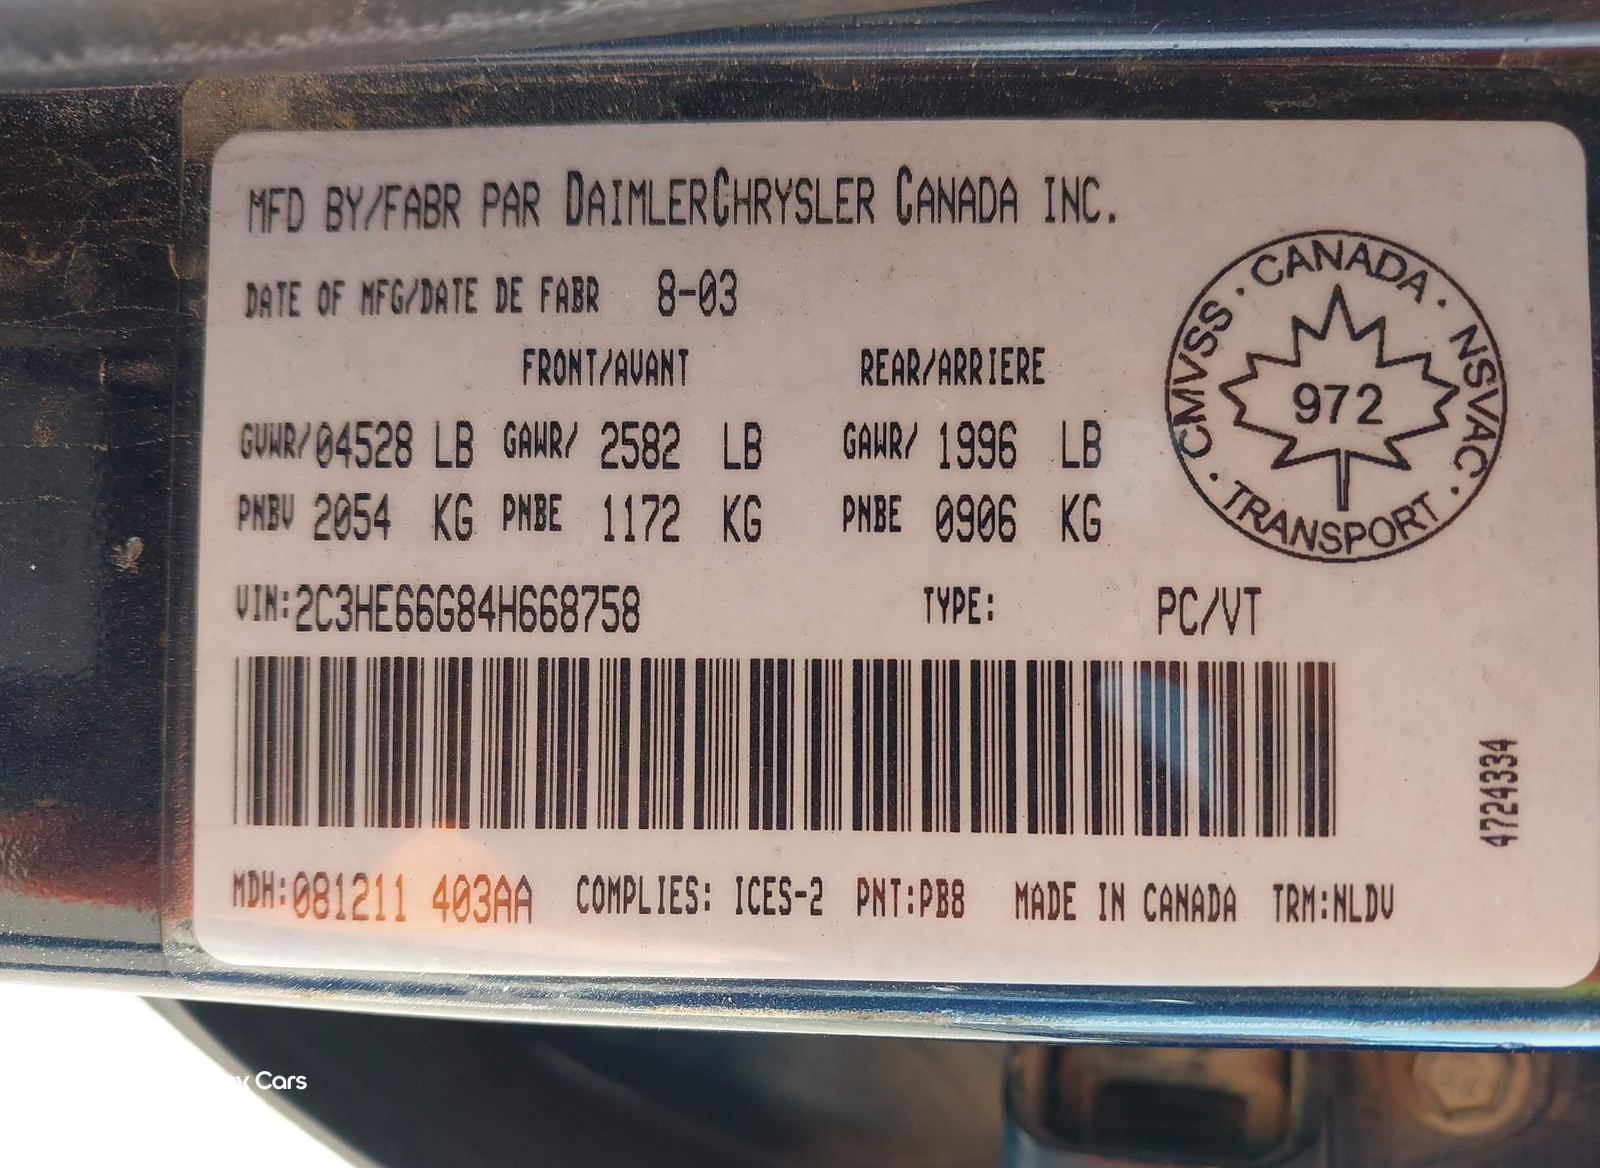 MFD BY/FABR PAR DAIMLERCHRYSLER CANADA INC.
DATE OF MFG/DATE DE FABR 8-03
FRONT/AVANT REAR/ARRIERE
GVWR/04528 LB GAWR/ 2582 LB GAWR/ 1996 LB
PNBV 2054 KG PNBE 1172 KG PNBE 0906 KG
VIN:2C3HE66G84H668758 TYPE: PC/VT
MDH:081211 403AA COMPLIES: ICES-2 PNT:PB8 MADE IN CANADA TRM:NLDV
CMVSS · CANADA · NSVAC · TRANSPORT ·
972
4724334
Cars